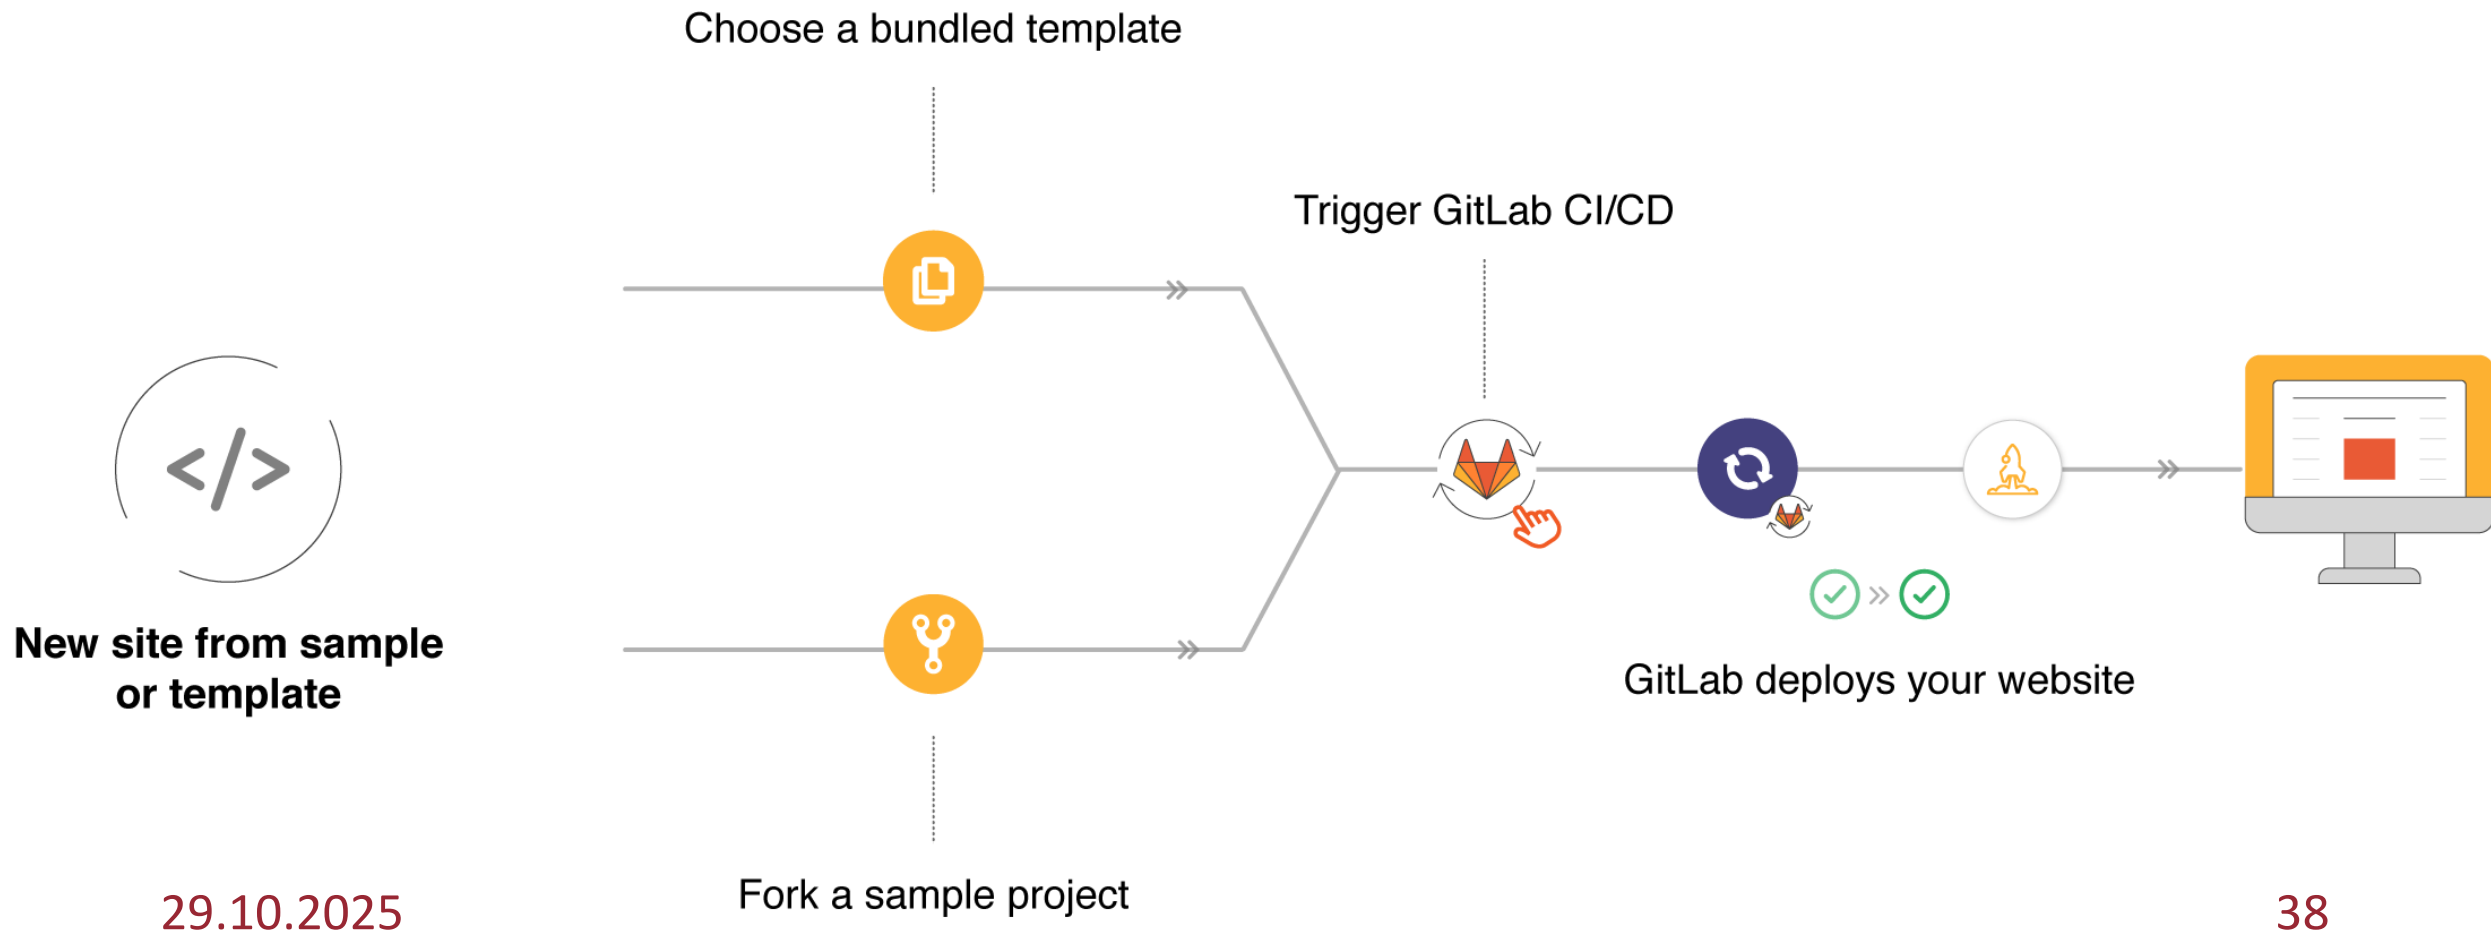 Choose a bundled template
Trigger GitLab CI/CD
</>
New site from sample
or template
GitLab deploys your website
Fork a sample project
29.10.2025
38